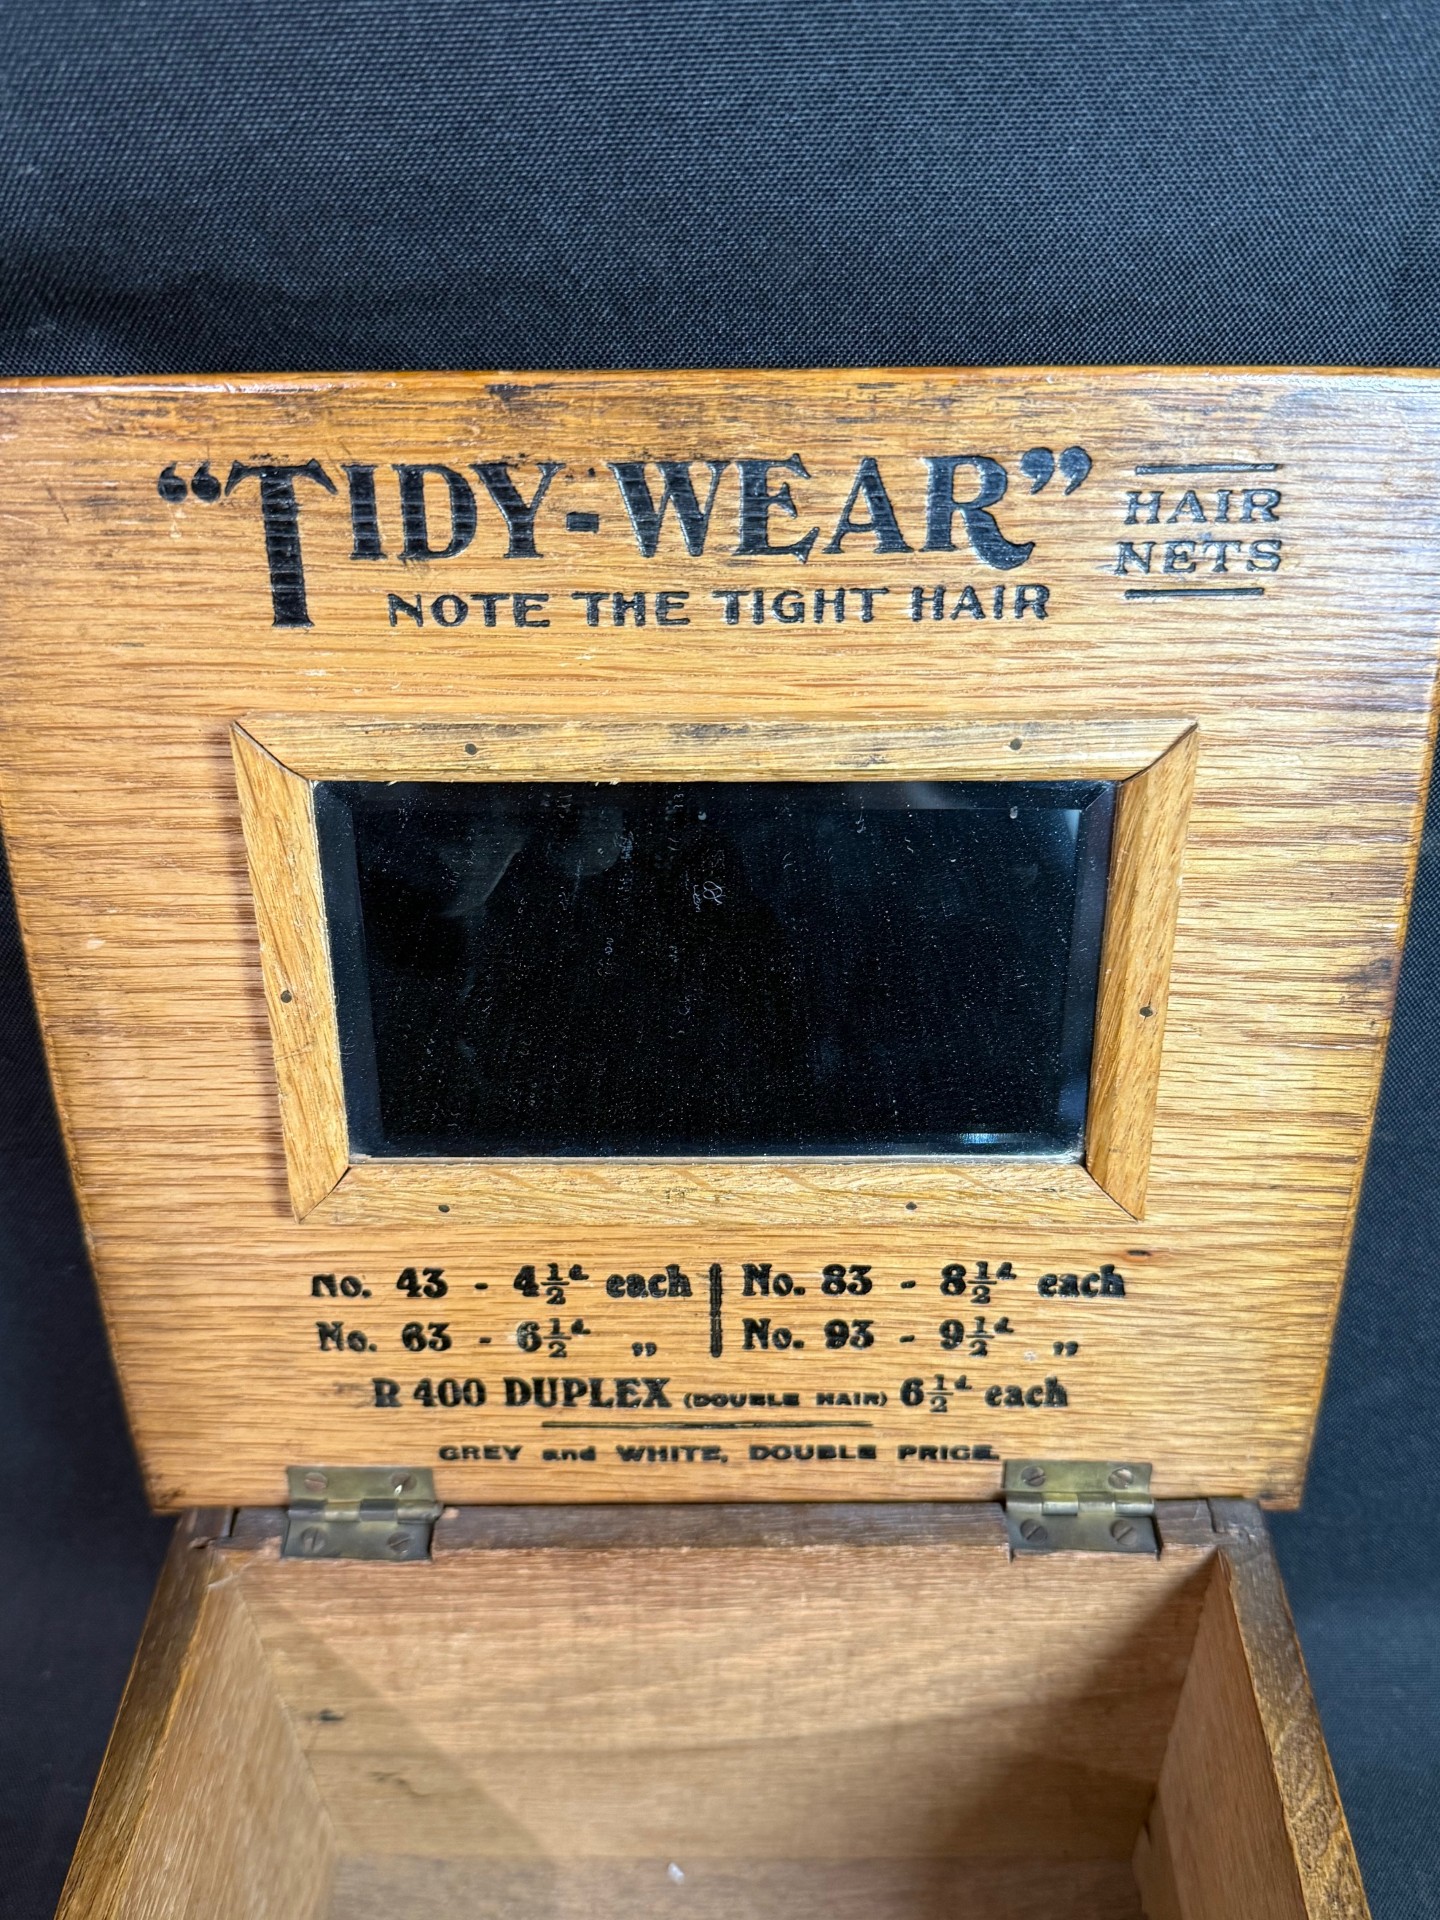 “TIDY-WEAR” HAIR NETS
NOTE THE TIGHT HAIR
No. 43 - 4½ᵈ each | No. 83 - 8½ᵈ each
No. 63 - 6½ᵈ „ | No. 93 - 9½ᵈ „
R 400 DUPLEX (DOUBLE HAIR) 6½ᵈ each
GREY and WHITE, DOUBLE PRICE.